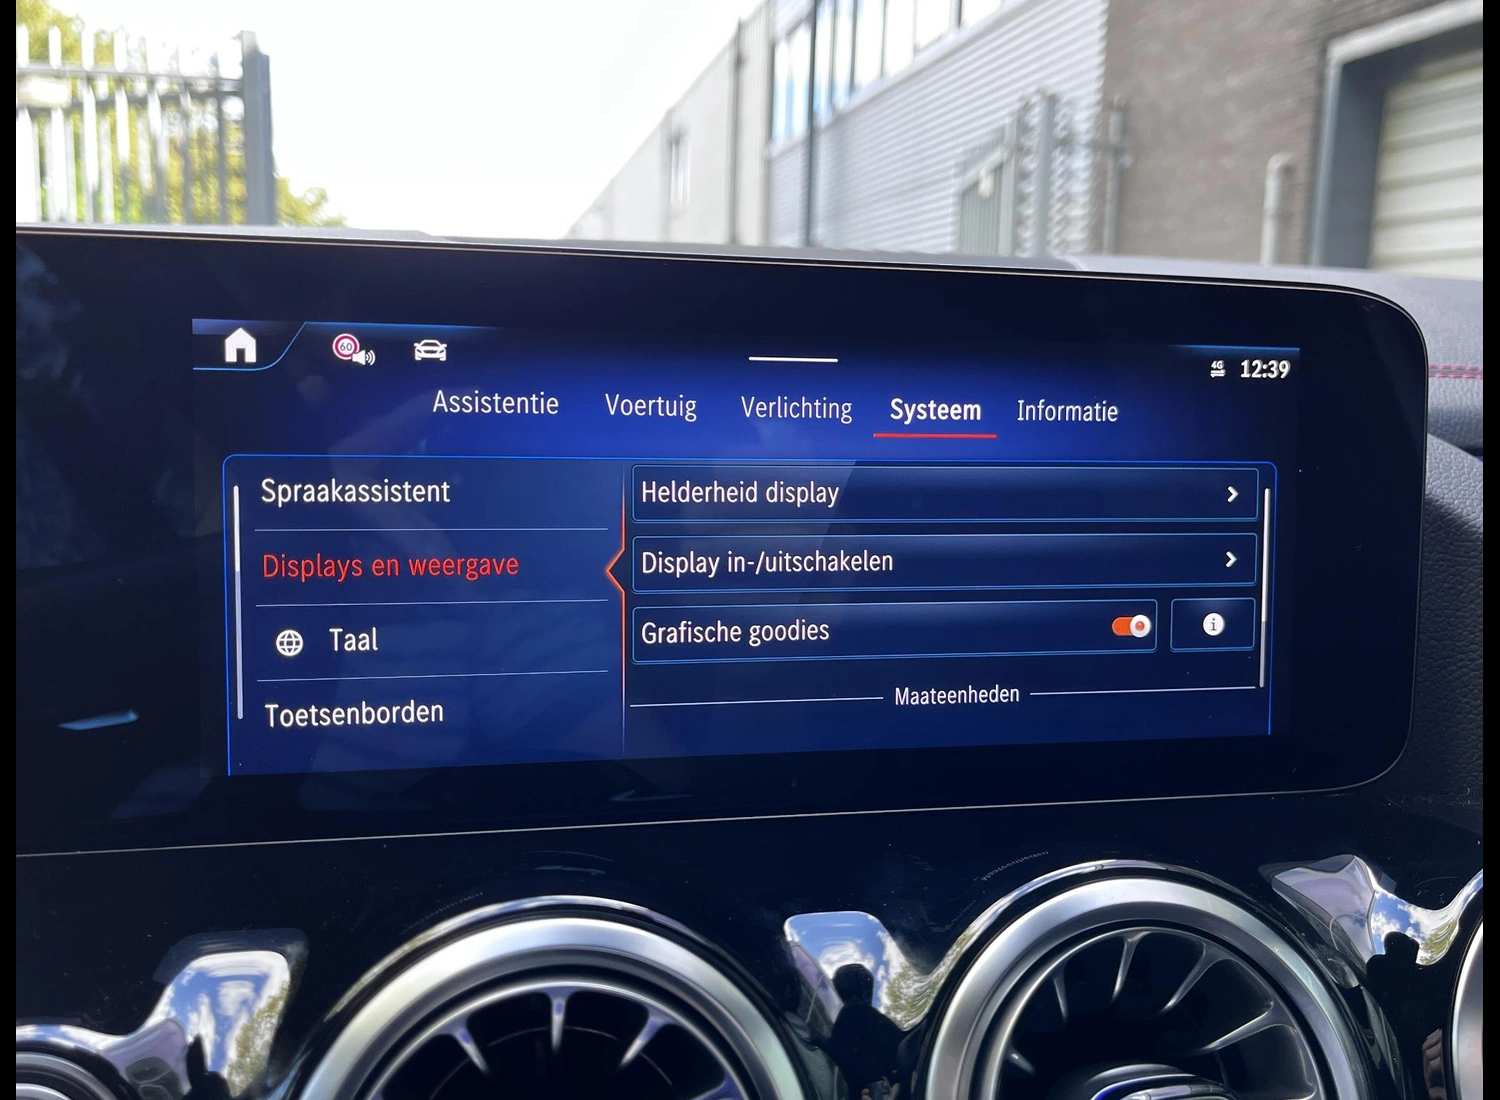 60
4G 12:39
Assistentie Voertuig Verlichting Systeem Informatie
Spraakassistent
Displays en weergave
Taal
Toetsenborden
Helderheid display
Display in-/uitschakelen
Grafische goodies
i
Maateenheden